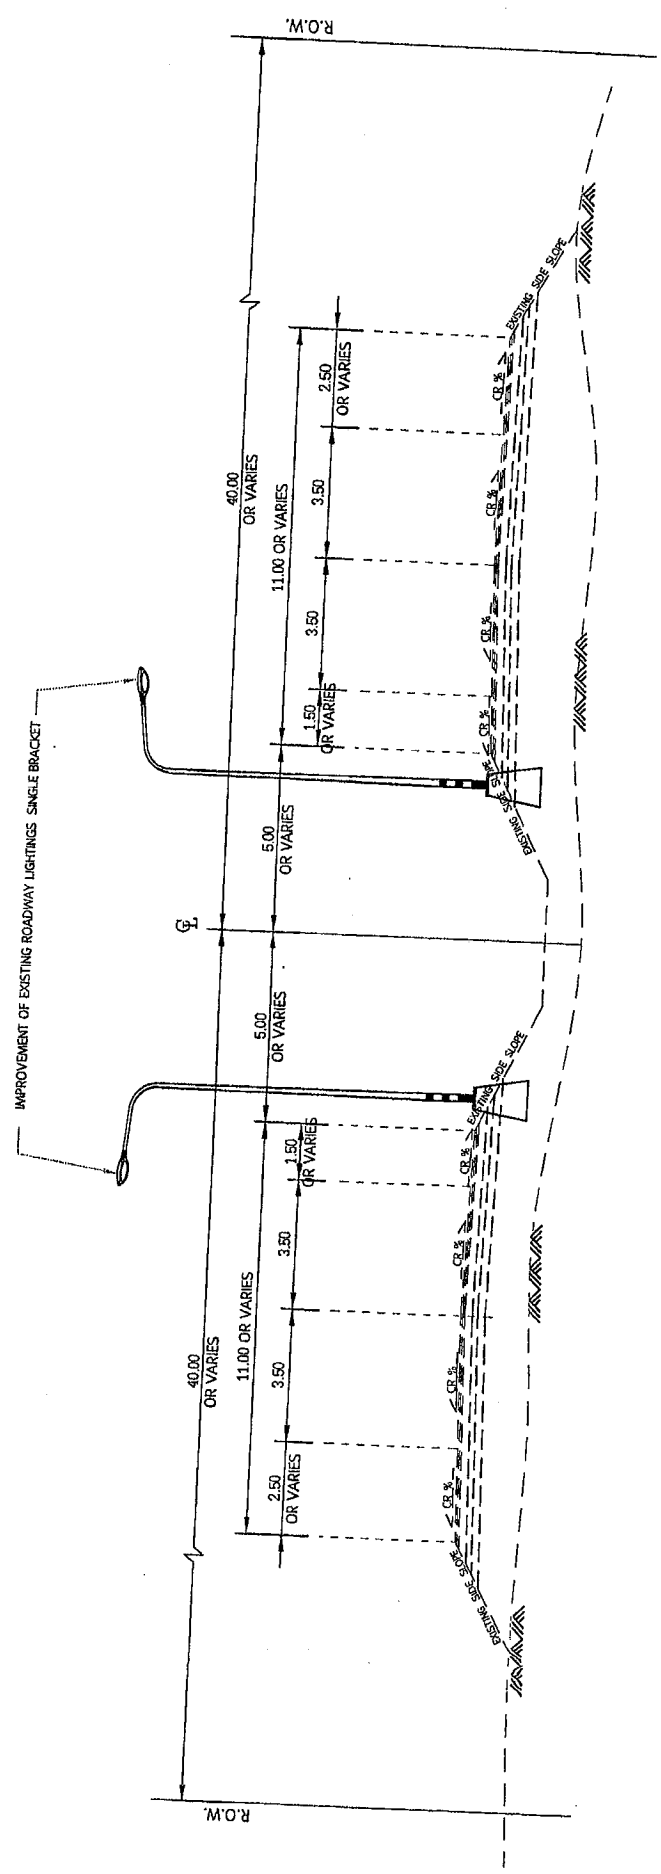 IMPROVEMENT OF EXISTING ROADWAY LIGHTINGS SINGLE BRACKET
R.O.W.
R.O.W.
40.00
OR VARIES
40.00
OR VARIES
CL
11.00 OR VARIES
5.00
OR VARIES
5.00
OR VARIES
11.00 OR VARIES
2.50
OR VARIES
3.50
3.50
1.50
OR VARIES
1.50
OR VARIES
3.50
3.50
2.50
OR VARIES
EXISTING SIDE SLOPE
CR %
CR %
CR %
CR %
EXISTING SIDE SLOPE
EXISTING SIDE SLOPE
CR %
CR %
CR %
CR %
EXISTING SIDE SLOPE